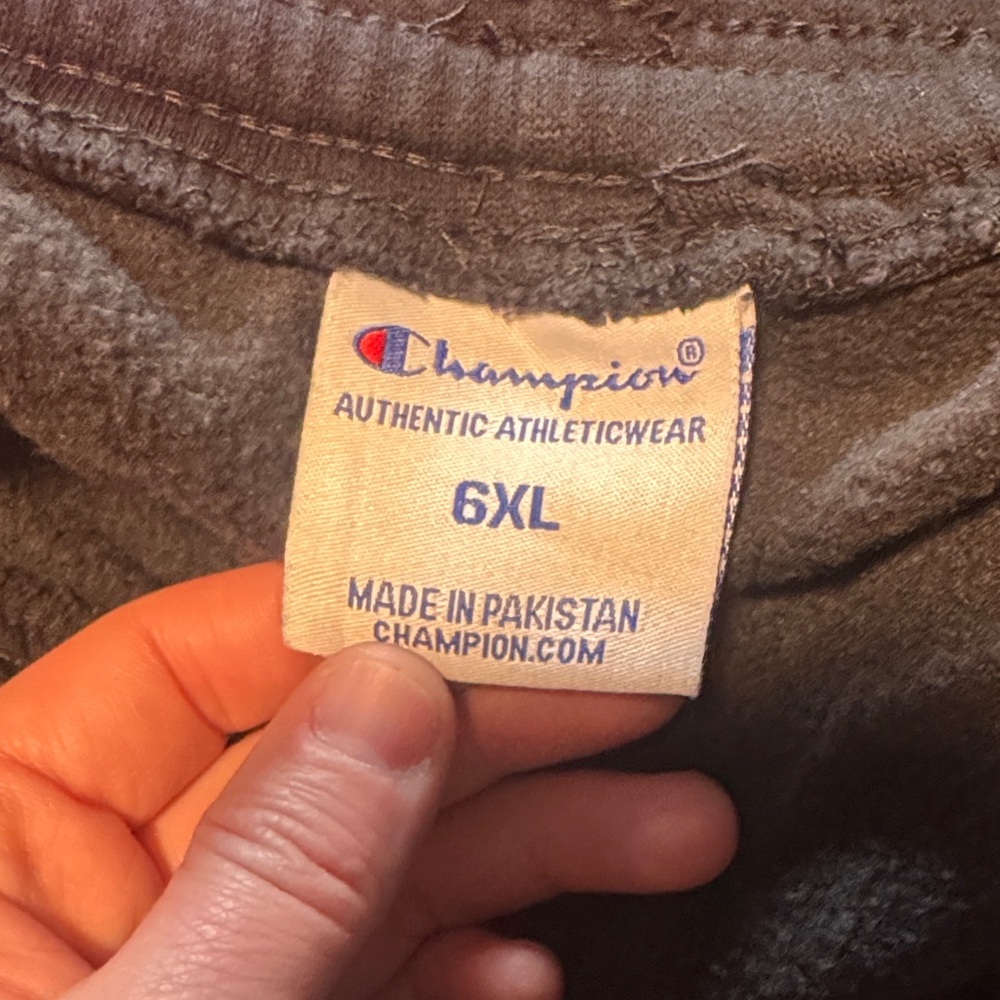 Champion®
AUTHENTIC ATHLETICWEAR
6XL
MADE IN PAKISTAN
CHAMPION.COM